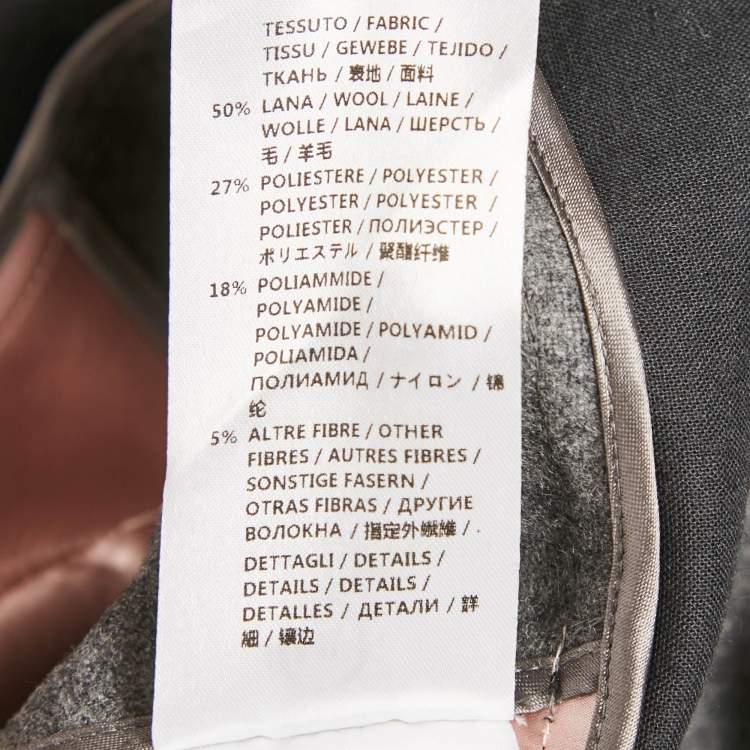 TESSUTO / FABRIC /
TISSU / GEWEBE / TEJIDO /
ТКАНЬ / 表地 / 面料
50% LANA / WOOL / LAINE /
WOLLE / LANA / ШЕРСТЬ /
毛 / 羊毛
27% POLIESTERE / POLYESTER /
POLYESTER / POLYESTER /
POLIESTER / ПОЛИЭСТЕР /
ポリエステル / 聚酯纤维
18% POLIAMMIDE /
POLYAMIDE /
POLYAMIDE / POLYAMID /
POLIAMIDA /
ПОЛИАМИД / ナイロン / 锦
纶
5% ALTRE FIBRE / OTHER
FIBRES / AUTRES FIBRES /
SONSTIGE FASERN /
OTRAS FIBRAS / ДРУГИЕ
ВОЛОКНА / 指定外繊維 / .
DETTAGLI / DETAILS /
DETAILS / DETAILS /
DETALLES / ДЕТАЛИ / 詳
細 / 镶边